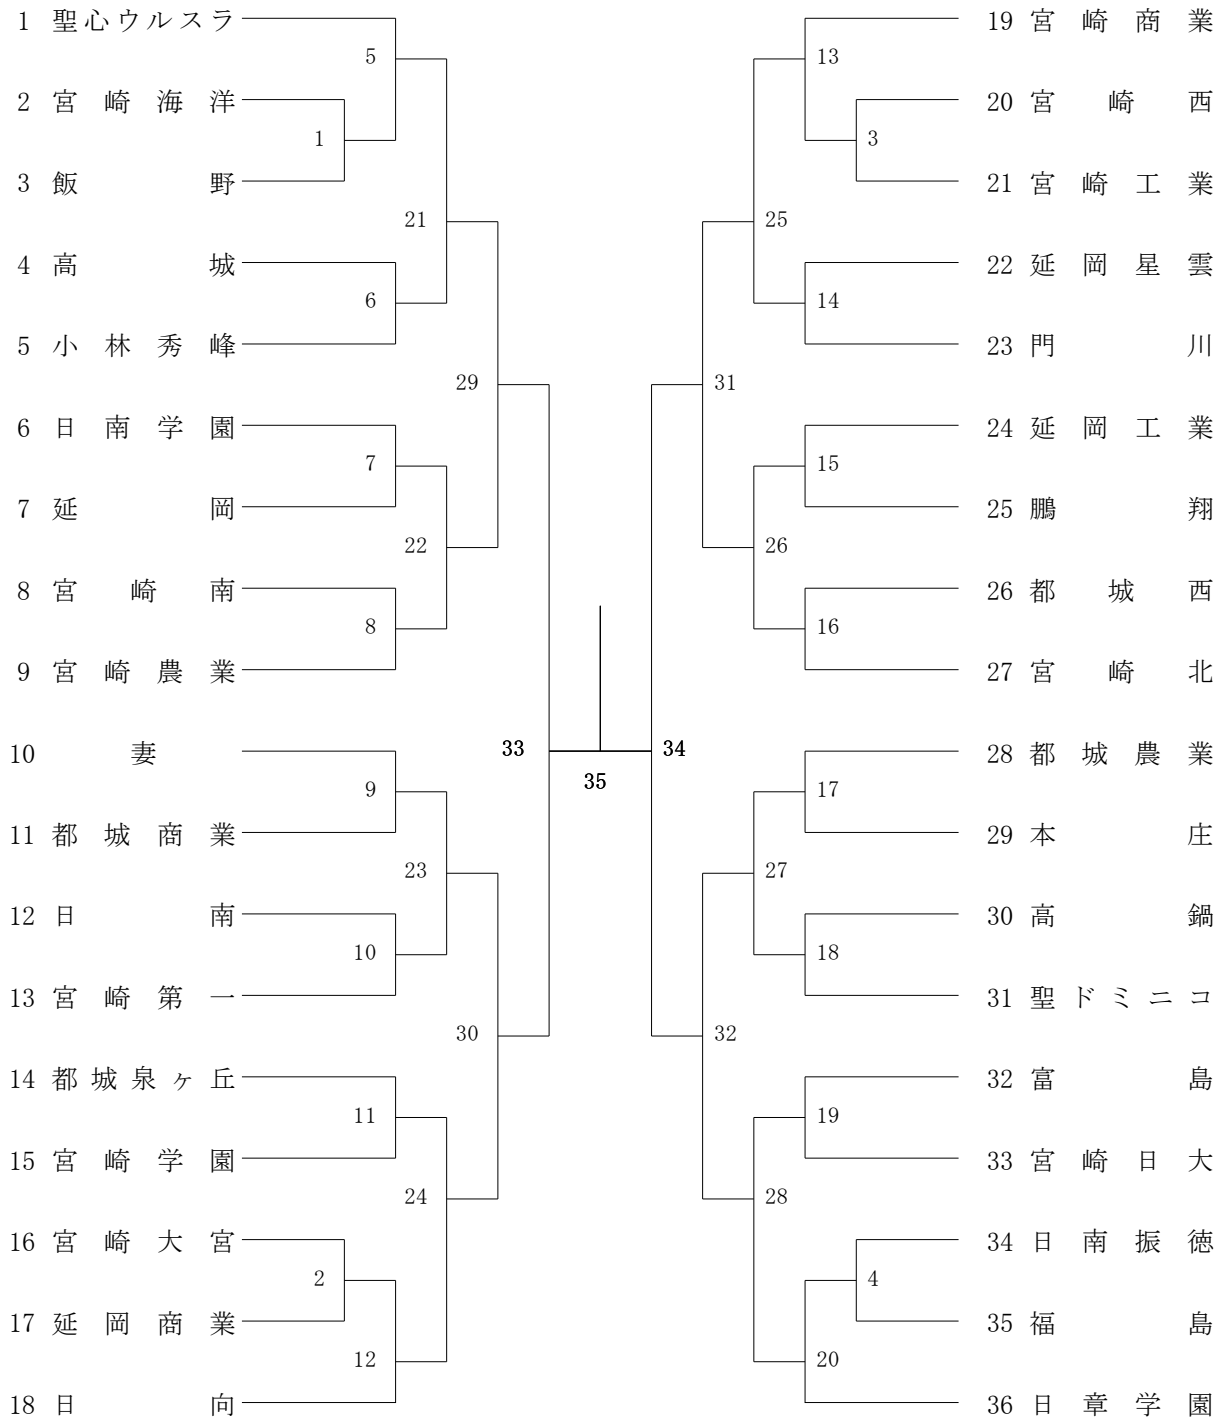 1 聖心ウルスラ
5
2 宮崎海洋
1
3 飯野
21
4 高城
6
5 小林秀峰
29
6 日南学園
7
7 延岡
22
8 宮崎南
8
9 宮崎農業
33
10 妻
9
11 都城商業
23
12 日南
10
13 宮崎第一
30
14 都城泉ヶ丘
11
15 宮崎学園
24
16 宮崎大宮
2
17 延岡商業
12
18 日向
35
19 宮崎商業
13
20 宮崎西
3
21 宮崎工業
25
22 延岡星雲
14
23 門川
31
24 延岡工業
15
25 鵬翔
26
26 都城西
16
27 宮崎北
34
28 都城農業
17
29 本庄
27
30 高鍋
18
31 聖ドミニコ
32
32 富島
19
33 宮崎日大
28
34 日南振徳
4
35 福島
20
36 日章学園